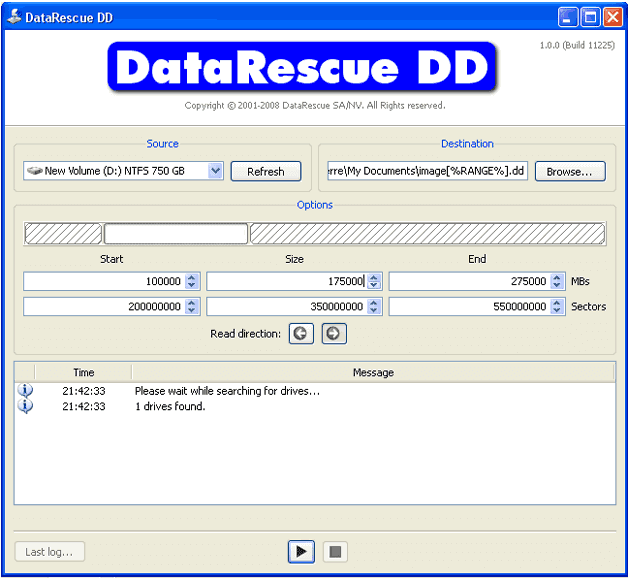 DataRescue DD
1.0.0 (Build 11225)
DataRescue DD
Copyright © 2001-2008 DataRescue SA/NV. All Rights reserved.
Source
Destination
New Volume (D:) NTFS 750 GB
Refresh
rre\My Documents\image[%RANGE%].dd
Browse...
Options
Start Size End
100000 175000 275000 MBs
200000000 350000000 550000000 Sectors
Read direction:
Time Message
21:42:33 Please wait while searching for drives...
21:42:33 1 drives found.
Last log...